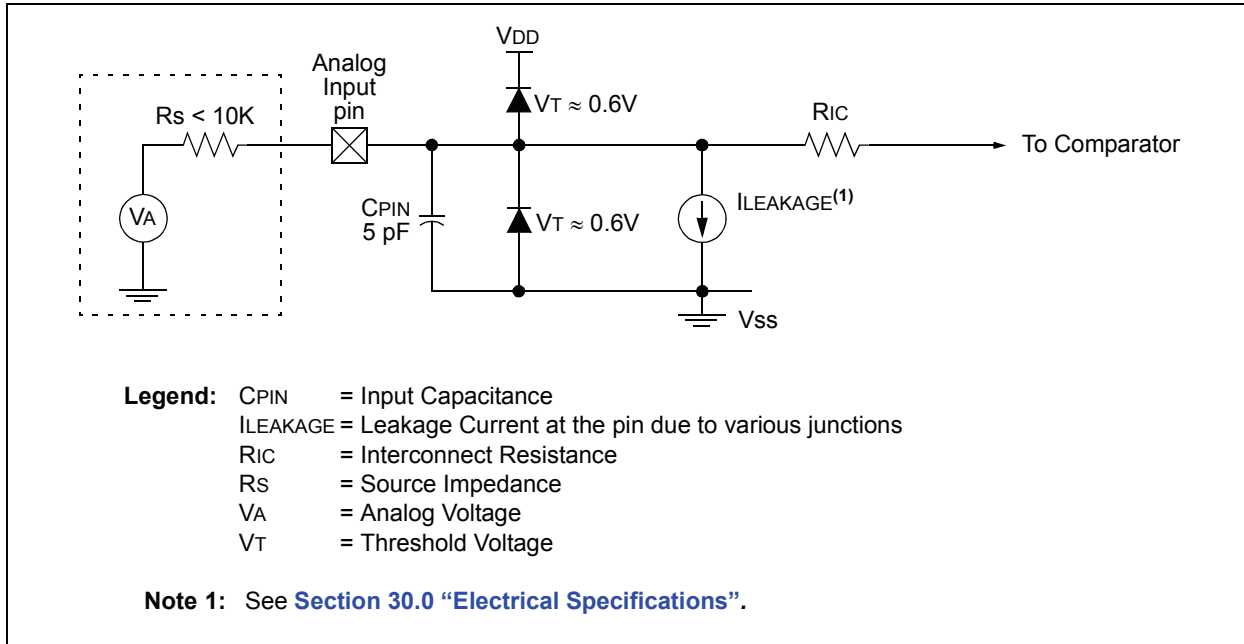 VDD
Analog
Input
pin
Rs < 10K
VT ≈ 0.6V
RIC
To Comparator
VA
CPIN
5 pF
VT ≈ 0.6V
ILEAKAGE(1)
Vss
Legend: CPIN = Input Capacitance
ILEAKAGE = Leakage Current at the pin due to various junctions
RIC = Interconnect Resistance
RS = Source Impedance
VA = Analog Voltage
VT = Threshold Voltage
Note 1: See Section 30.0 “Electrical Specifications”.